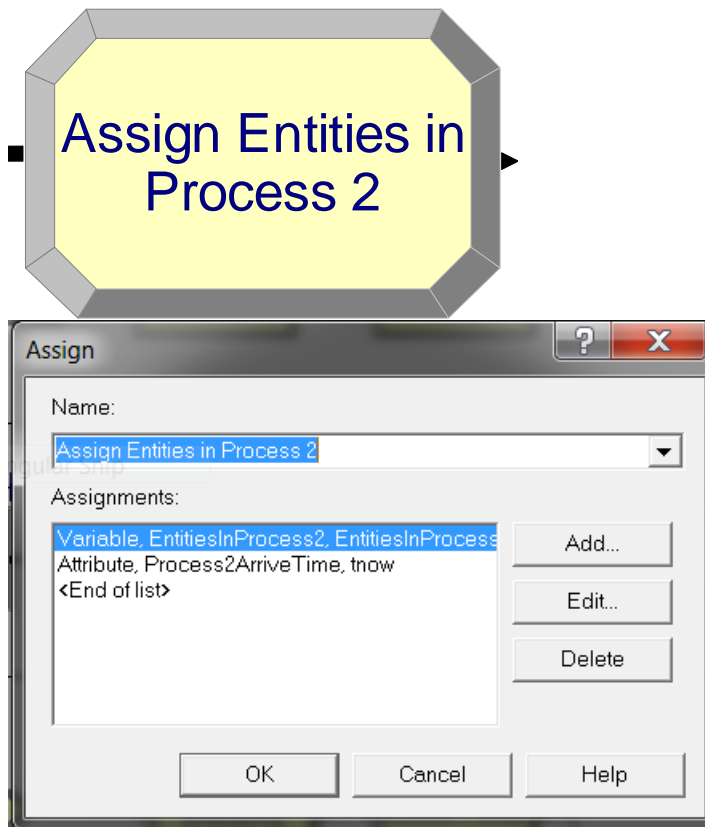 Assign Entities in
Process 2
Assign
?
X
Name:
Assign Entities in Process 2
Assignments:
Variable, EntitiesInProcess2, EntitiesInProcess
Attribute, Process2ArriveTime, tnow
<End of list>
Add...
Edit...
Delete
OK
Cancel
Help